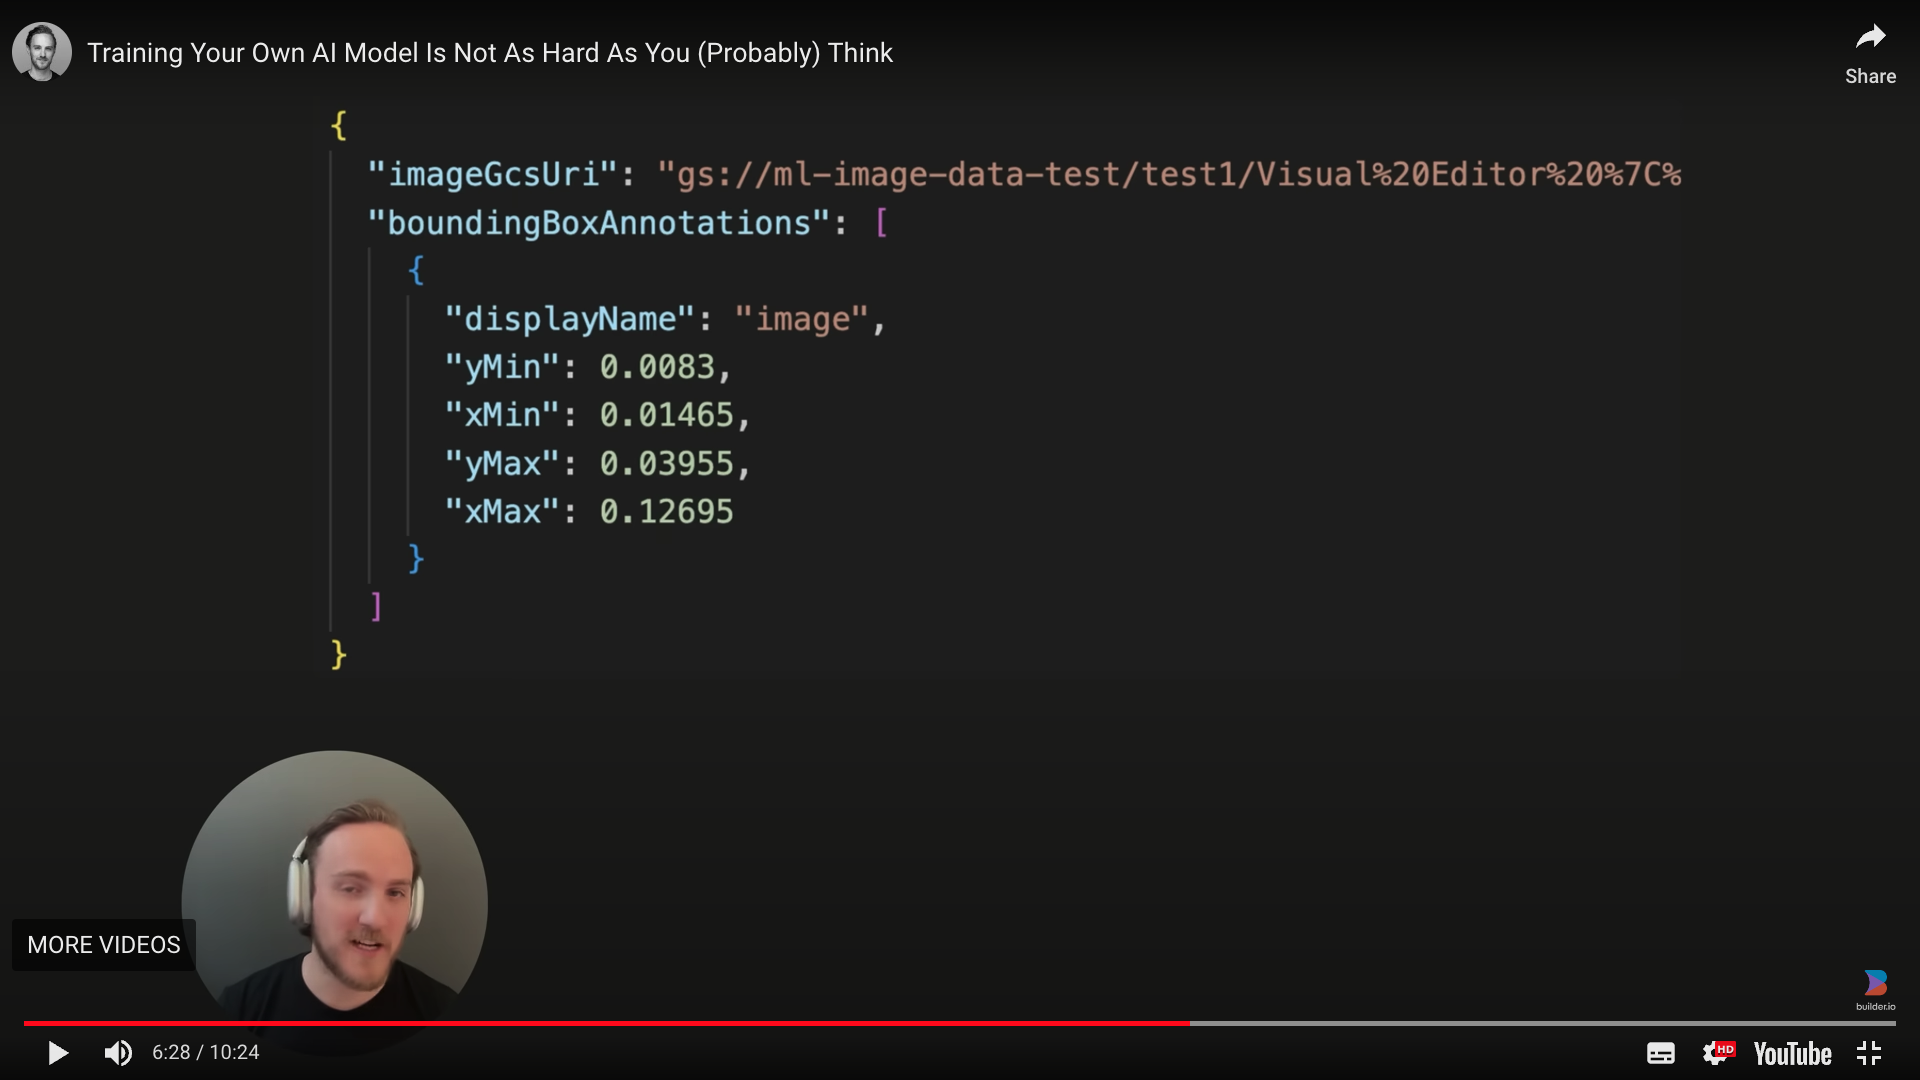 Training Your Own AI Model Is Not As Hard As You (Probably) Think
Share
{
"imageGcsUri": "gs://ml-image-data-test/test1/Visual%20Editor%20%7C%
"boundingBoxAnnotations": [
{
"displayName": "image",
"yMin": 0.0083,
"xMin": 0.01465,
"yMax": 0.03955,
"xMax": 0.12695
}
]
}
MORE VIDEOS
builder.io
6:28 / 10:24
HD
YouTube